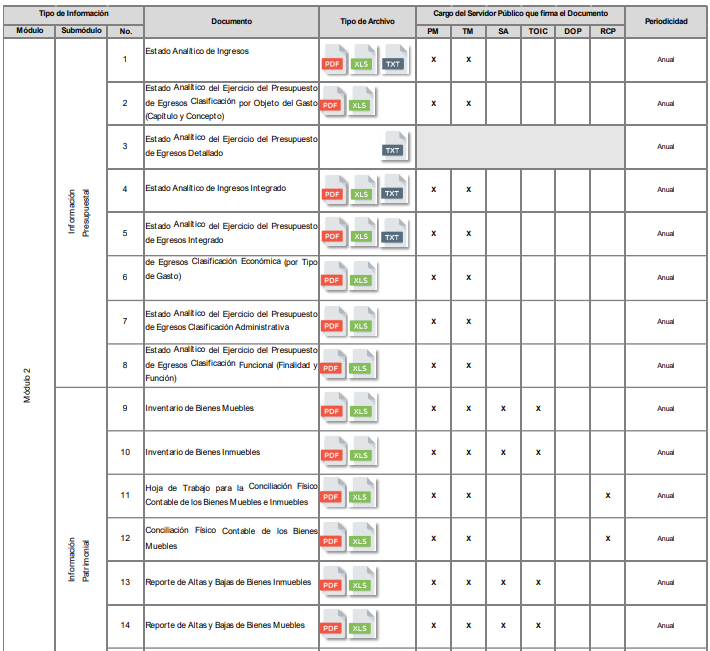 Tipo de Información
Documento
Tipo de Archivo
Cargo del Servidor Público que firma el Documento
Periodicidad
Módulo Submódulo No.
PM TM SA TOIC DOP RCP
Módulo 2
Información
Presupuestal
1
Estado Analítico de Ingresos
PDF XLS TXT
x x
Anual
2
Estado Analítico del Ejercicio del Presupuesto
de Egresos Clasificación por Objeto del Gasto
(Capítulo y Concepto)
PDF XLS
x x
Anual
3
Estado Analítico del Ejercicio del Presupuesto
de Egresos Detallado
TXT
Anual
4
Estado Analítico de Ingresos Integrado
PDF XLS TXT
x x
Anual
5
Estado Analítico del Ejercicio del Presupuesto
de Egresos Integrado
PDF XLS TXT
x x
Anual
6
de Egresos Clasificación Económica (por Tipo
de Gasto)
PDF XLS
x x
Anual
7
Estado Analítico del Ejercicio del Presupuesto
de Egresos Clasificación Administrativa
PDF XLS
x x
Anual
8
Estado Analítico del Ejercicio del Presupuesto
de Egresos Clasificación Funcional (Finalidad y
Función)
PDF XLS
x x
Anual
Información
Patrimonial
9
Inventario de Bienes Muebles
PDF XLS
x x x x
Anual
10
Inventario de Bienes Inmuebles
PDF XLS
x x x x
Anual
11
Hoja de Trabajo para la Conciliación Físico
Contable de los Bienes Muebles e Inmuebles
PDF XLS
x x x
Anual
12
Conciliación Físico Contable de los Bienes
Muebles
PDF XLS
x x x
Anual
13
Reporte de Altas y Bajas de Bienes Inmuebles
PDF XLS
x x x x
Anual
14
Reporte de Altas y Bajas de Bienes Muebles
PDF XLS
x x x x
Anual